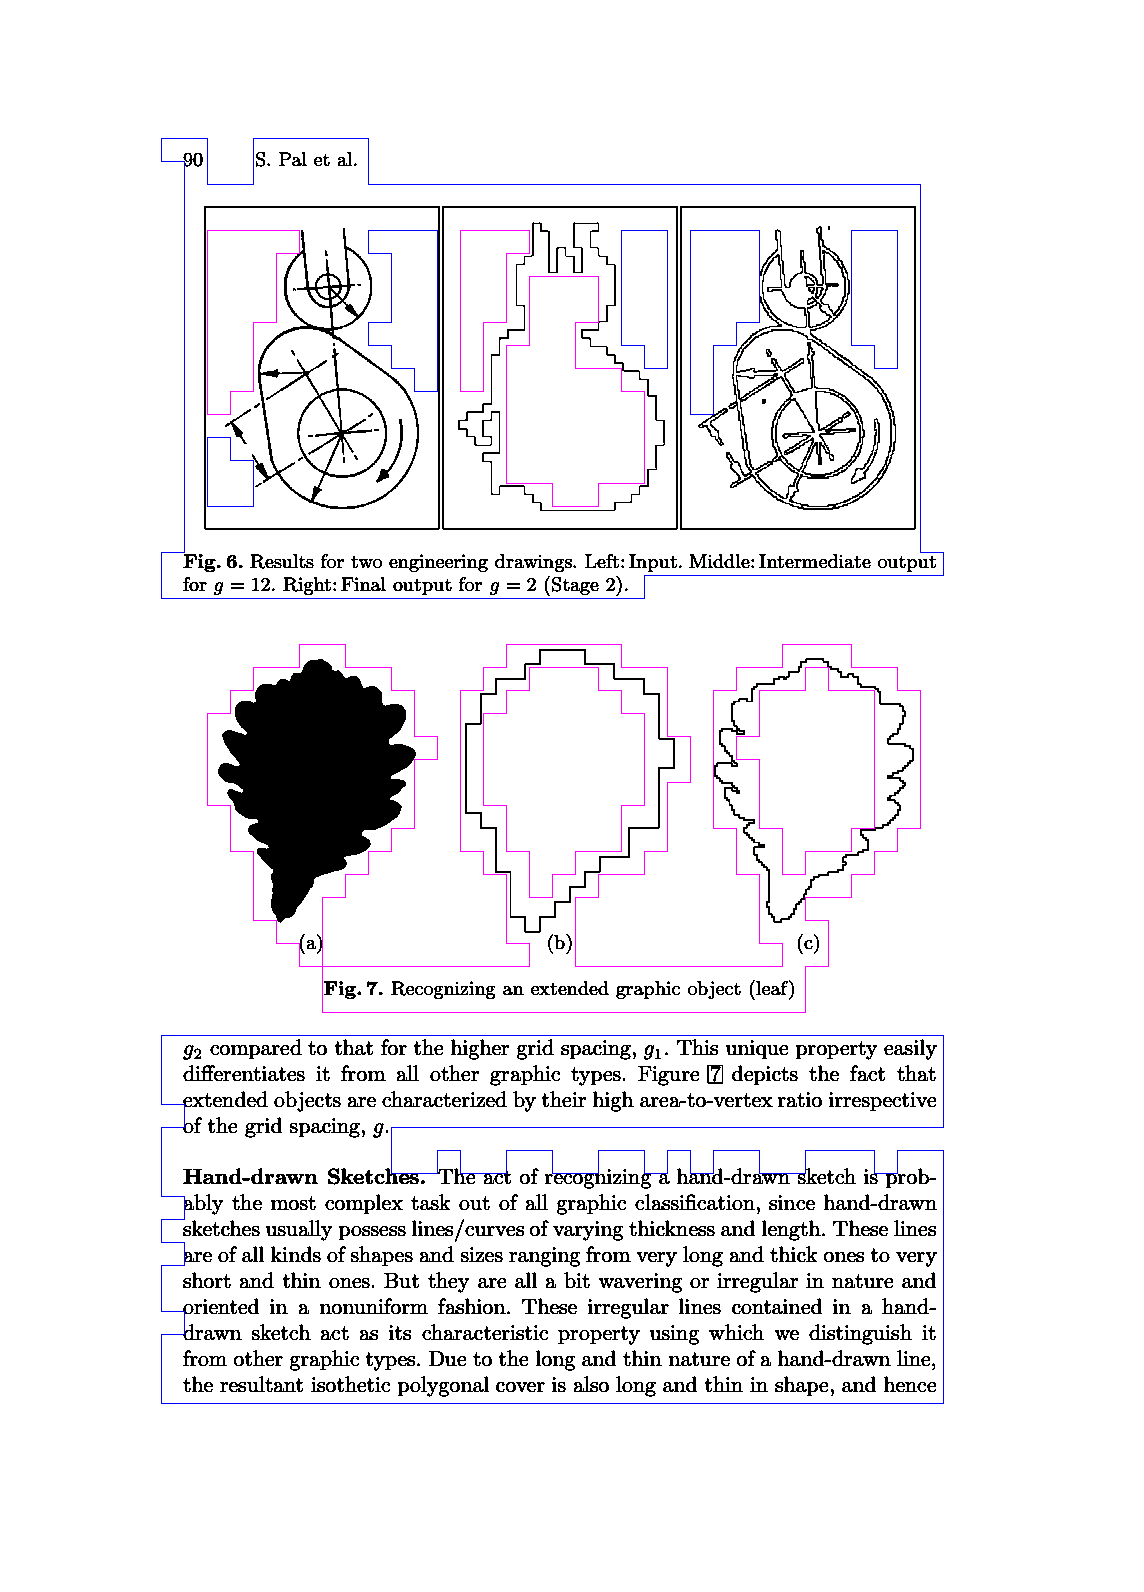 90 S. Pal et al.
Fig. 6. Results for two engineering drawings. Left: Input. Middle: Intermediate output
for g = 12. Right: Final output for g = 2 (Stage 2).
(a) (b) (c)
Fig. 7. Recognizing an extended graphic object (leaf)
g₂ compared to that for the higher grid spacing, g₁. This unique property easily
differentiates it from all other graphic types. Figure 7 depicts the fact that
extended objects are characterized by their high area-to-vertex ratio irrespective
of the grid spacing, g.
Hand-drawn Sketches. The act of recognizing a hand-drawn sketch is prob-
ably the most complex task out of all graphic classification, since hand-drawn
sketches usually possess lines/curves of varying thickness and length. These lines
are of all kinds of shapes and sizes ranging from very long and thick ones to very
short and thin ones. But they are all a bit wavering or irregular in nature and
oriented in a nonuniform fashion. These irregular lines contained in a hand-
drawn sketch act as its characteristic property using which we distinguish it
from other graphic types. Due to the long and thin nature of a hand-drawn line,
the resultant isothetic polygonal cover is also long and thin in shape, and hence